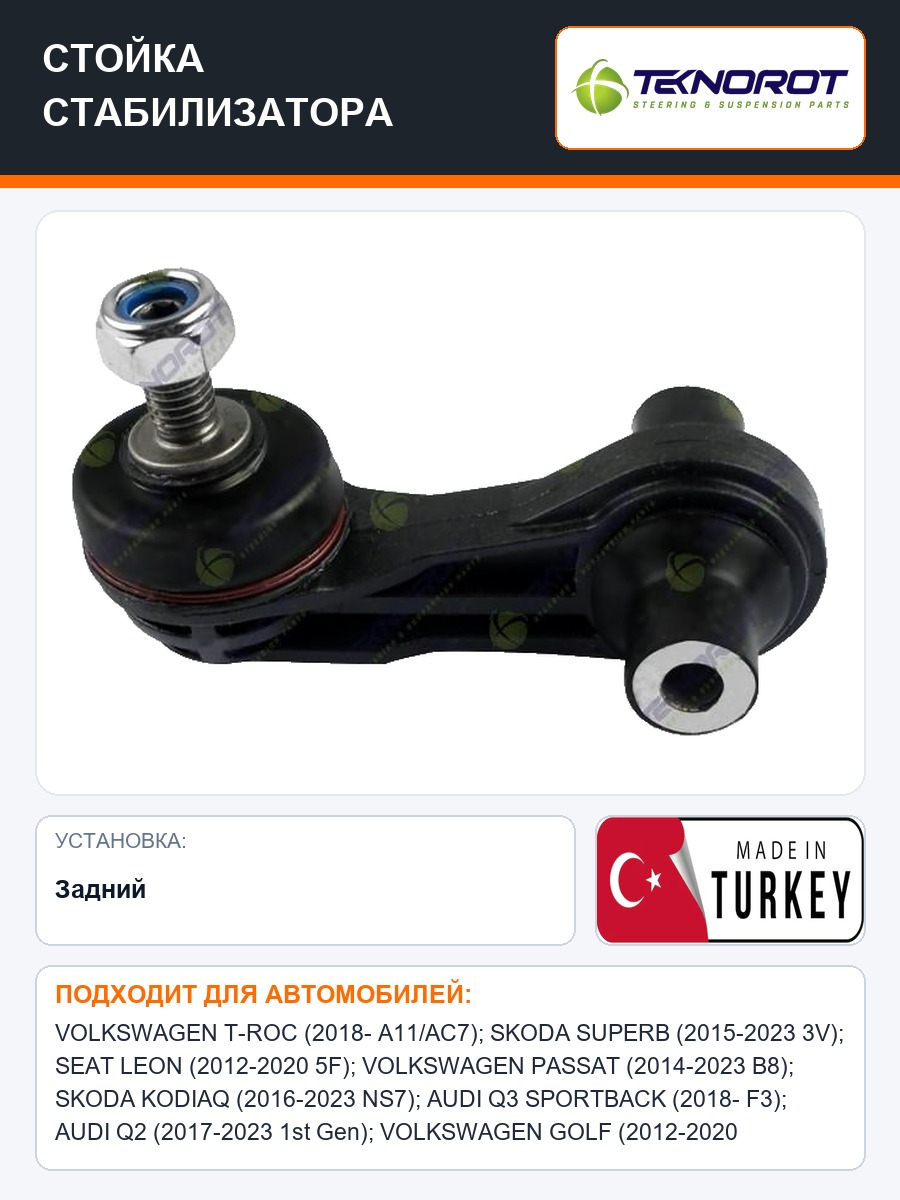 СТОЙКА
СТАБИЛИЗАТОРА
TEKNOROT
STEERING & SUSPENSION PARTS
УСТАНОВКА:
Задний
MADE IN
TURKEY
ПОДХОДИТ ДЛЯ АВТОМОБИЛЕЙ:
VOLKSWAGEN T-ROC (2018- A11/AC7); SKODA SUPERB (2015-2023 3V);
SEAT LEON (2012-2020 5F); VOLKSWAGEN PASSAT (2014-2023 B8);
SKODA KODIAQ (2016-2023 NS7); AUDI Q3 SPORTBACK (2018- F3);
AUDI Q2 (2017-2023 1st Gen); VOLKSWAGEN GOLF (2012-2020